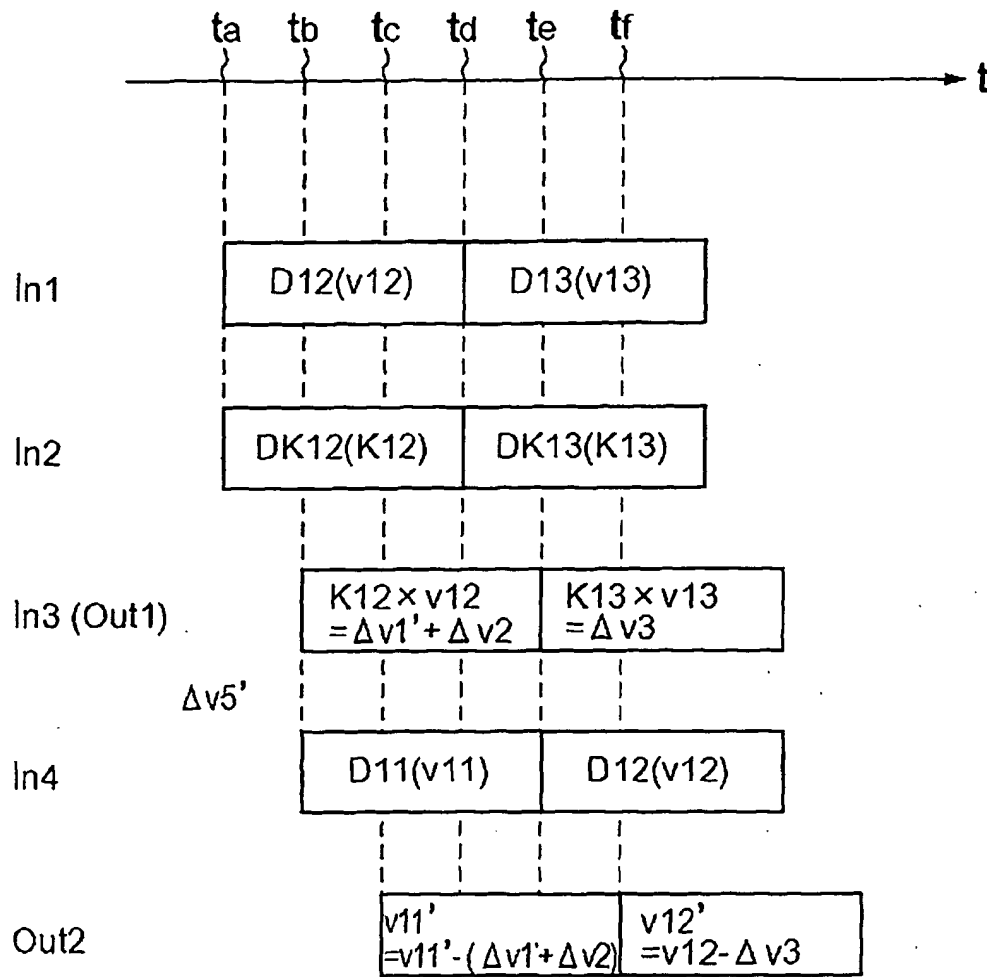 ta tb tc td te tf
t
In1 D12(v12) D13(v13)
In2 DK12(K12) DK13(K13)
In3 (Out1) K12×v12 K13×v13
=Δv1'+Δv2 =Δv3
Δv5'
In4 D11(v11) D12(v12)
Out2 v11' v12'
=v11'-(Δv1'+Δv2) =v12-Δv3